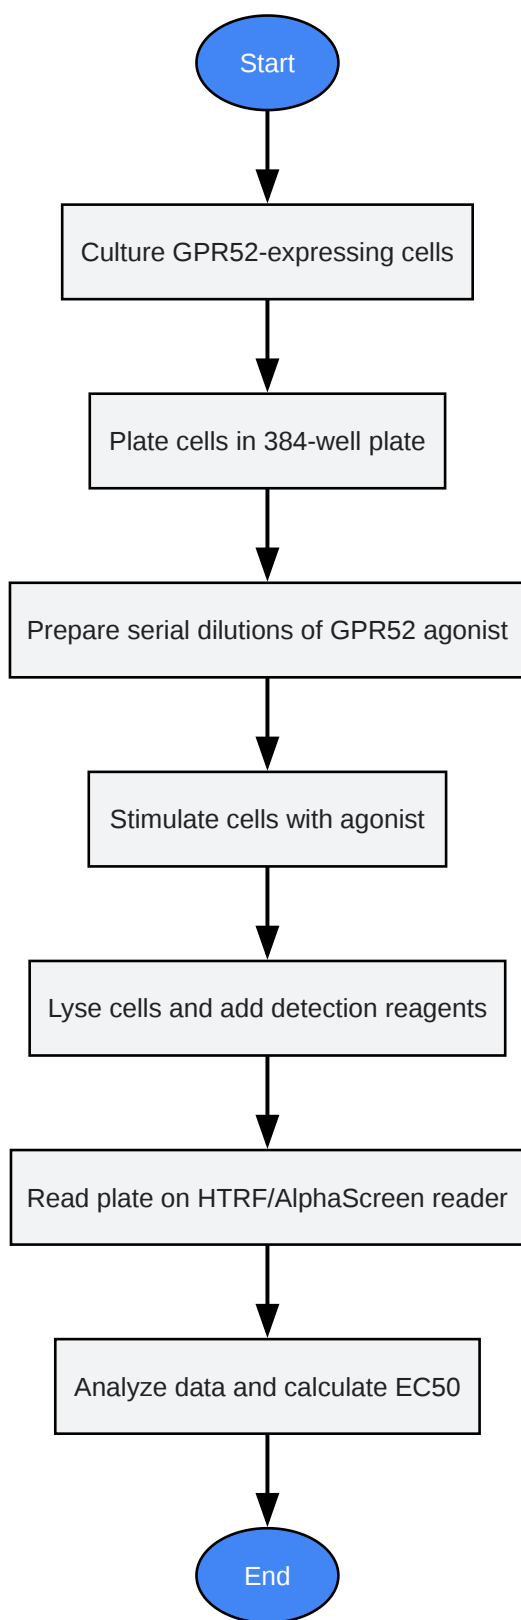 Start
Culture GPR52-expressing cells
Plate cells in 384-well plate
Prepare serial dilutions of GPR52 agonist
Stimulate cells with agonist
Lyse cells and add detection reagents
Read plate on HTRF/AlphaScreen reader
Analyze data and calculate EC50
End